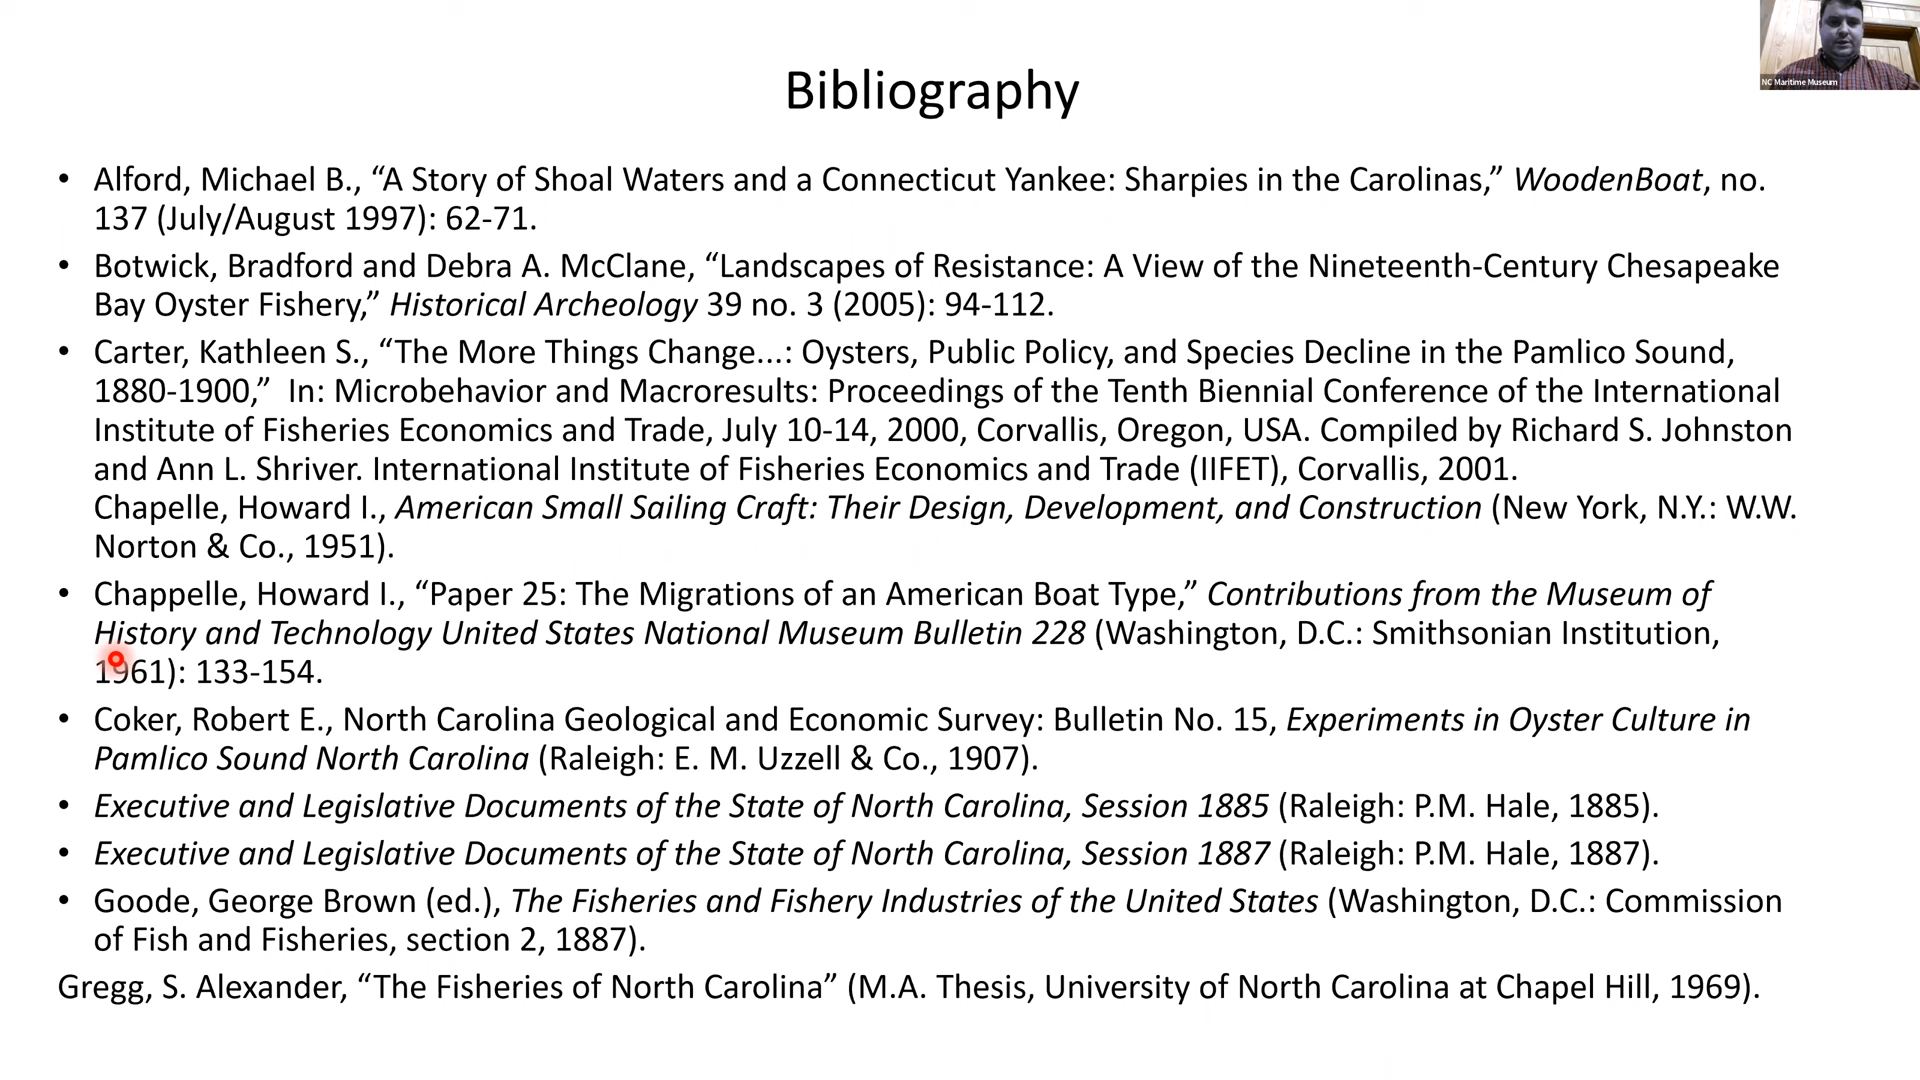 NC Maritime Museum
Bibliography
• Alford, Michael B., “A Story of Shoal Waters and a Connecticut Yankee: Sharpies in the Carolinas,” WoodenBoat, no.
137 (July/August 1997): 62-71.
• Botwick, Bradford and Debra A. McClane, “Landscapes of Resistance: A View of the Nineteenth-Century Chesapeake
Bay Oyster Fishery,” Historical Archeology 39 no. 3 (2005): 94-112.
• Carter, Kathleen S., “The More Things Change...: Oysters, Public Policy, and Species Decline in the Pamlico Sound,
1880-1900,”  In: Microbehavior and Macroresults: Proceedings of the Tenth Biennial Conference of the International
Institute of Fisheries Economics and Trade, July 10-14, 2000, Corvallis, Oregon, USA. Compiled by Richard S. Johnston
and Ann L. Shriver. International Institute of Fisheries Economics and Trade (IIFET), Corvallis, 2001.
Chapelle, Howard I., American Small Sailing Craft: Their Design, Development, and Construction (New York, N.Y.: W.W.
Norton & Co., 1951).
• Chappelle, Howard I., “Paper 25: The Migrations of an American Boat Type,” Contributions from the Museum of
History and Technology United States National Museum Bulletin 228 (Washington, D.C.: Smithsonian Institution,
1961): 133-154.
• Coker, Robert E., North Carolina Geological and Economic Survey: Bulletin No. 15, Experiments in Oyster Culture in
Pamlico Sound North Carolina (Raleigh: E. M. Uzzell & Co., 1907).
• Executive and Legislative Documents of the State of North Carolina, Session 1885 (Raleigh: P.M. Hale, 1885).
• Executive and Legislative Documents of the State of North Carolina, Session 1887 (Raleigh: P.M. Hale, 1887).
• Goode, George Brown (ed.), The Fisheries and Fishery Industries of the United States (Washington, D.C.: Commission
of Fish and Fisheries, section 2, 1887).
Gregg, S. Alexander, “The Fisheries of North Carolina” (M.A. Thesis, University of North Carolina at Chapel Hill, 1969).